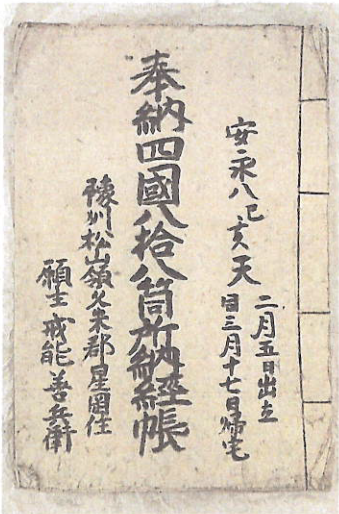 安永八己亥天
二月五日出立
同三月十七日帰宅
奉納四國八拾八箇所納經帳
豫州松山領久米郡星岡住
願主 戒能善兵衛